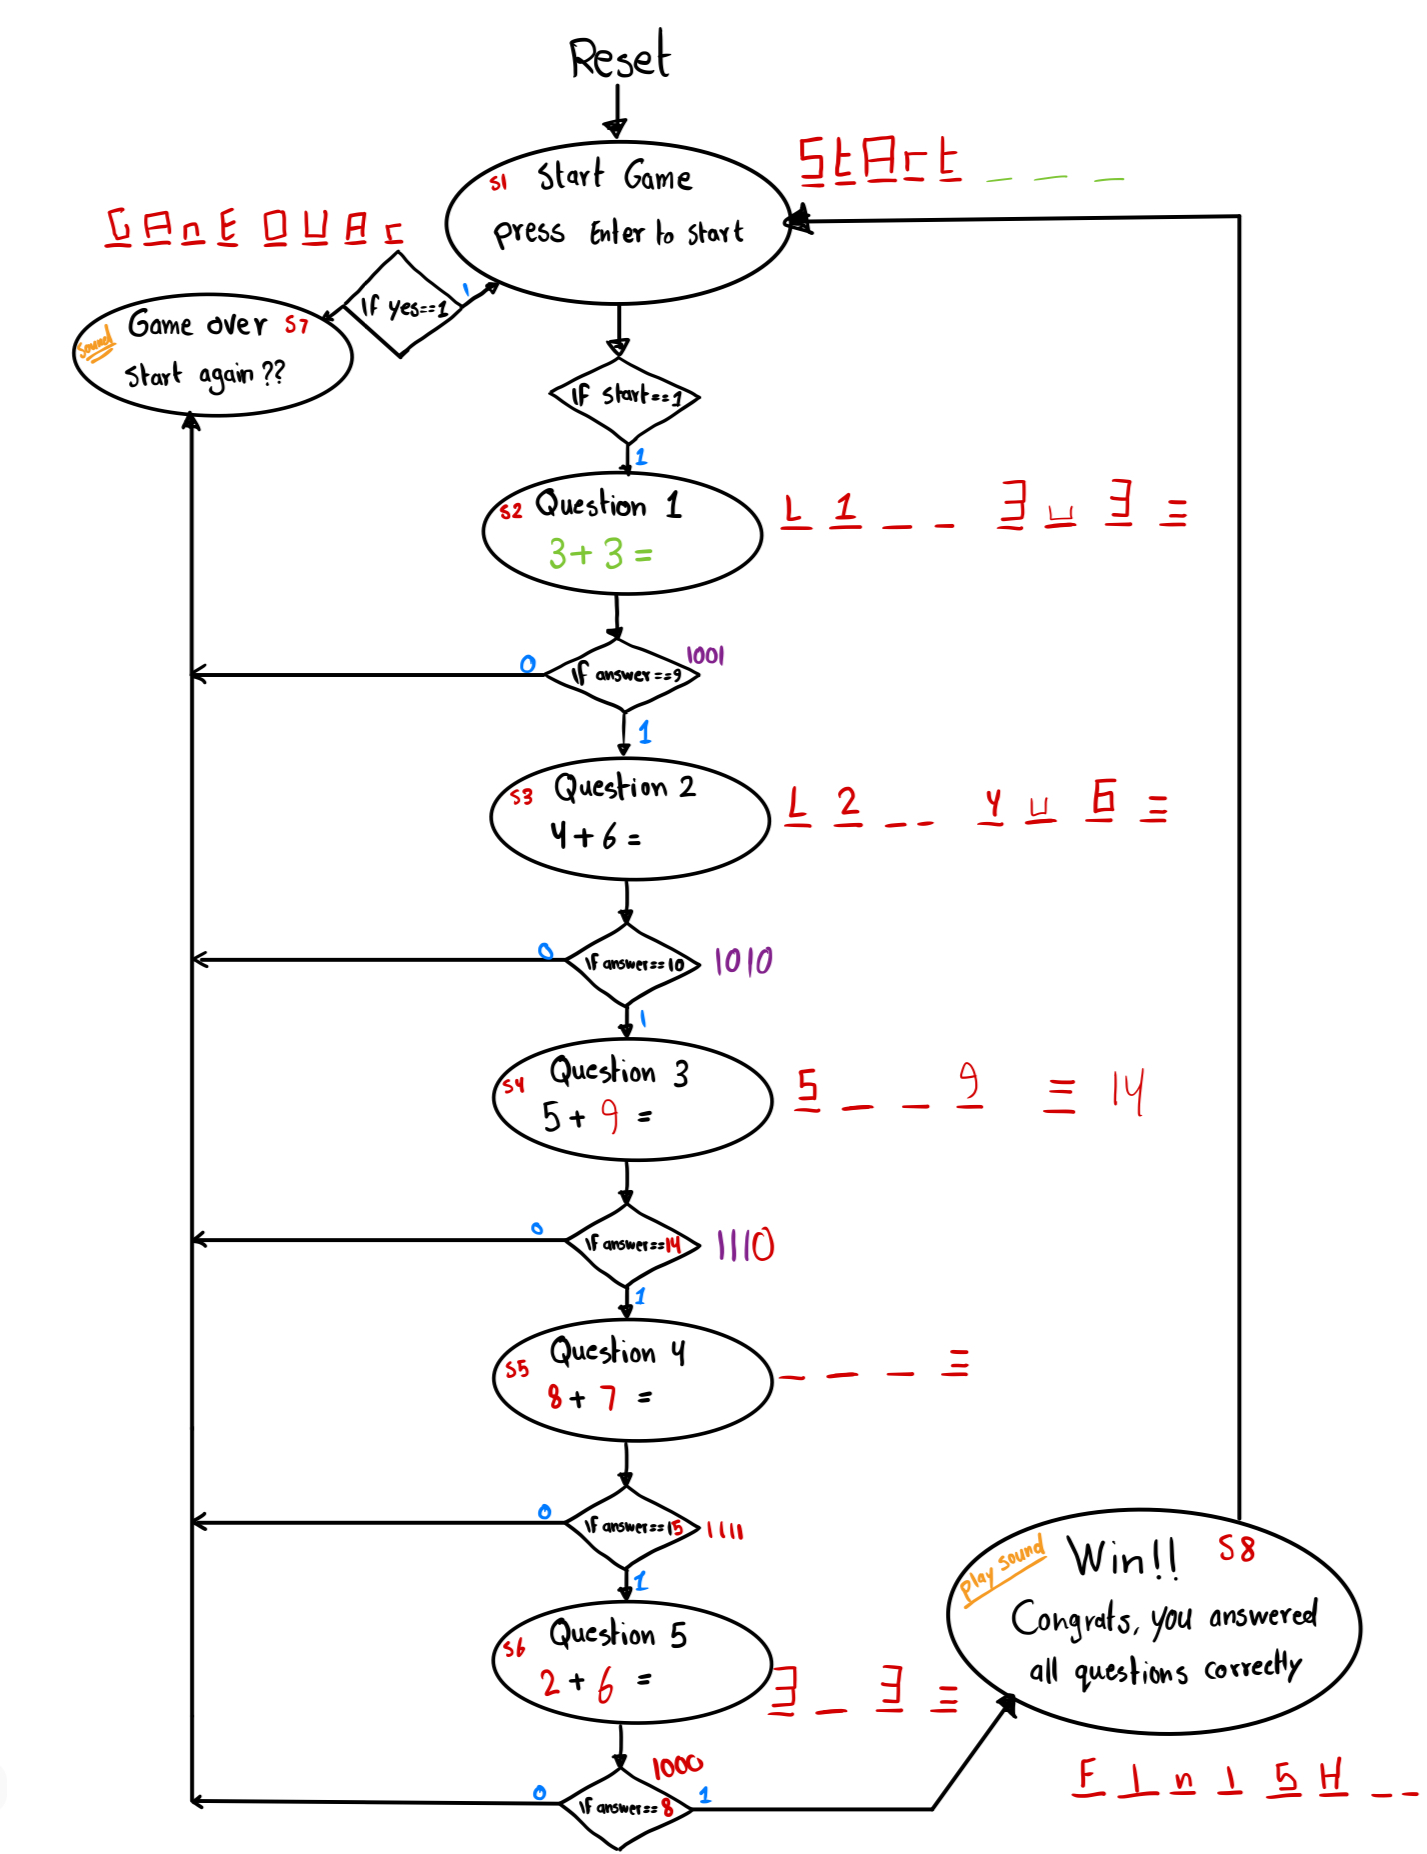 Reset
S1 Start Game
press Enter to start
StArt _ _ _
GAnE OUAr
If yes==1
1
Game over S7
sound
Start again??
If start==1
1
S2 Question 1
3+3=
L 1 _ _ 3 ⊔ 3 ≡
If answer==9
1001
0
1
S3 Question 2
4+6=
L 2 _ _ 4 ⊔ 6 ≡
If answer==10
1010
0
1
S4 Question 3
5+9=
5 _ _ 9 ≡ 14
If answer==14
1110
0
1
S5 Question 4
8+7=
_ _ _ ≡
If answer==15
1111
0
1
S6 Question 5
2+6=
3 _ 3 ≡
If answer==8
1000
0
1
play sound
Win!! S8
Congrats, you answered
all questions correctly
F I n I S H _ _